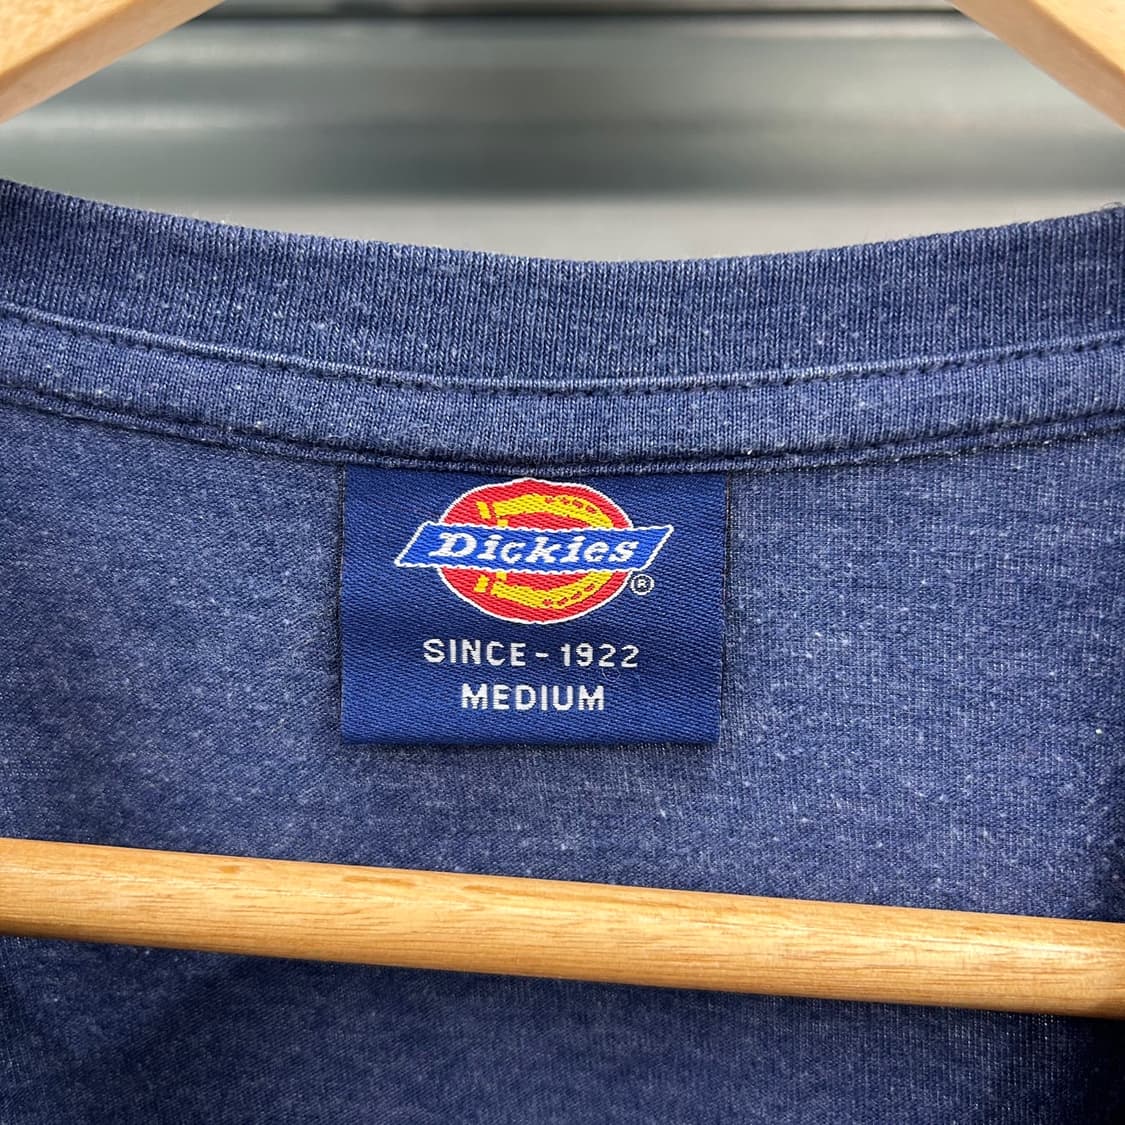 Dickies
®
SINCE - 1922
MEDIUM